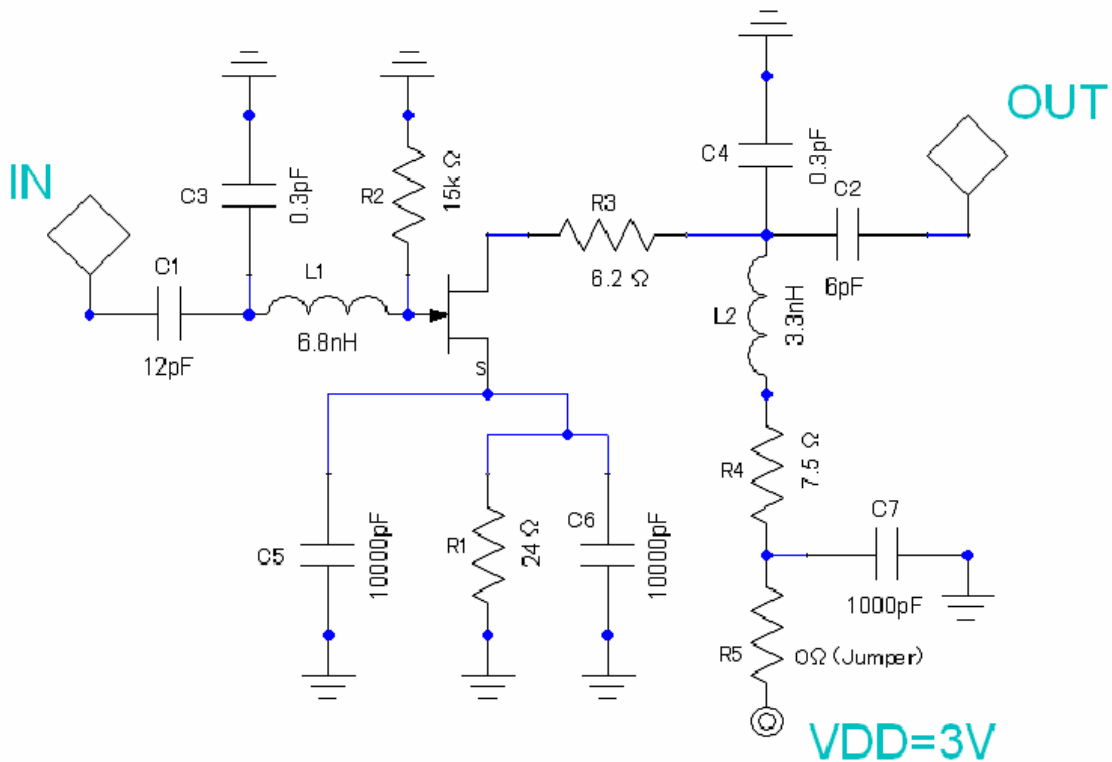 OUT
IN
C3
0.3pF
R2
15k Ω
C4
0.3pF
C2
6pF
R3
6.2 Ω
C1
12pF
L1
6.8nH
L2
3.3nH
S
R4
7.5 Ω
C5
10000pF
R1
24 Ω
C6
10000pF
C7
1000pF
R5
0Ω (Jumper)
VDD=3V